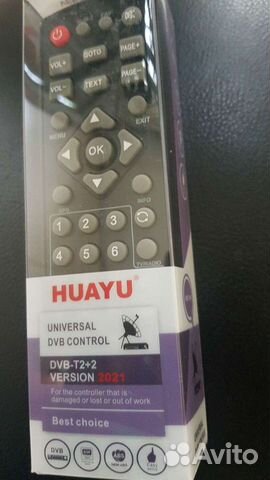 VOL+
GOTO
PAGE+
VOL-
TEXT
PAGE-
MENU
EXIT
OK
EPG
INFO
1 2 3
4 5 6
TV/RADIO
HUAYU®
UNIVERSAL
DVB CONTROL
DVB-T2+2
VERSION 2021
For the controller that is
damaged or lost or out of work
Best choice
DVB
Avito